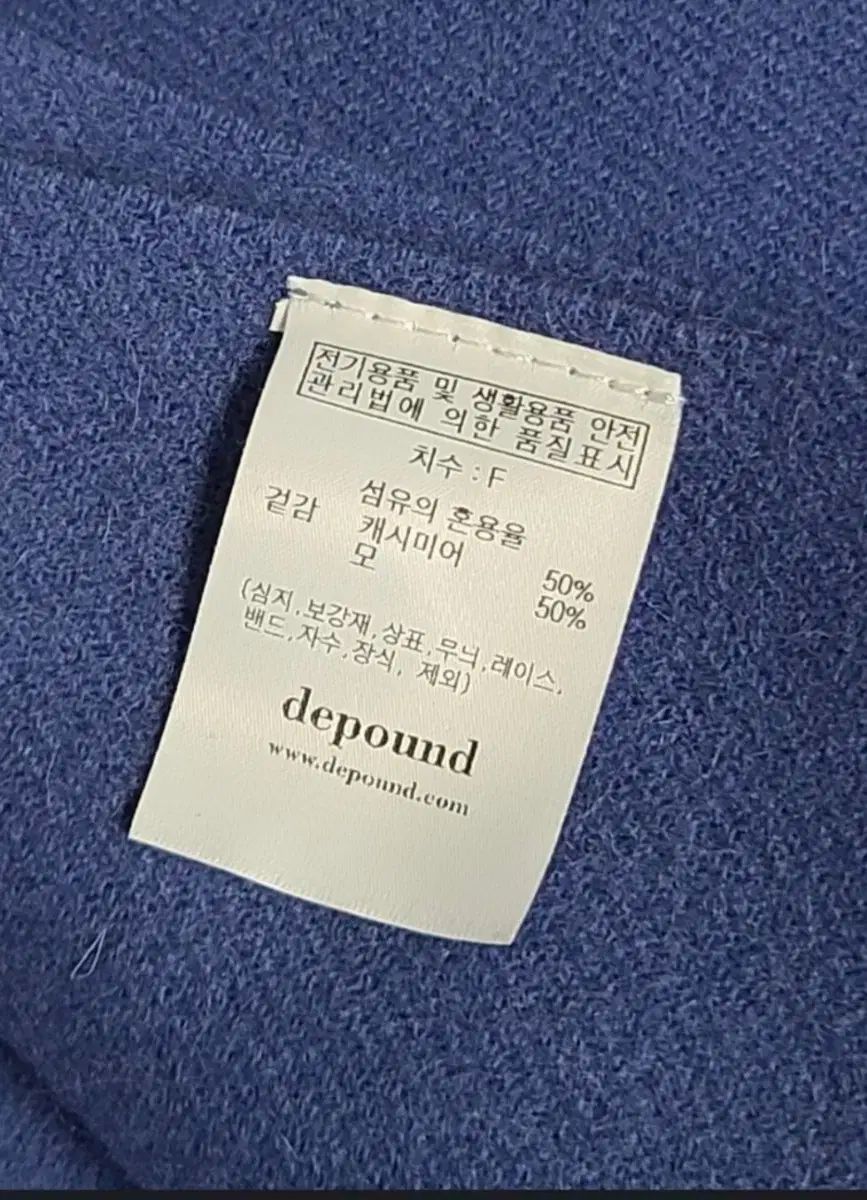 전기용품 및 생활용품 안전
관리법에 의한 품질표시
치수 : F
섬유의 혼용율
겉감 캐시미어 50%
모 50%
(심지,보강재,상표,무늬,레이스,
밴드,자수,장식, 제외)
depound
www.depound.com